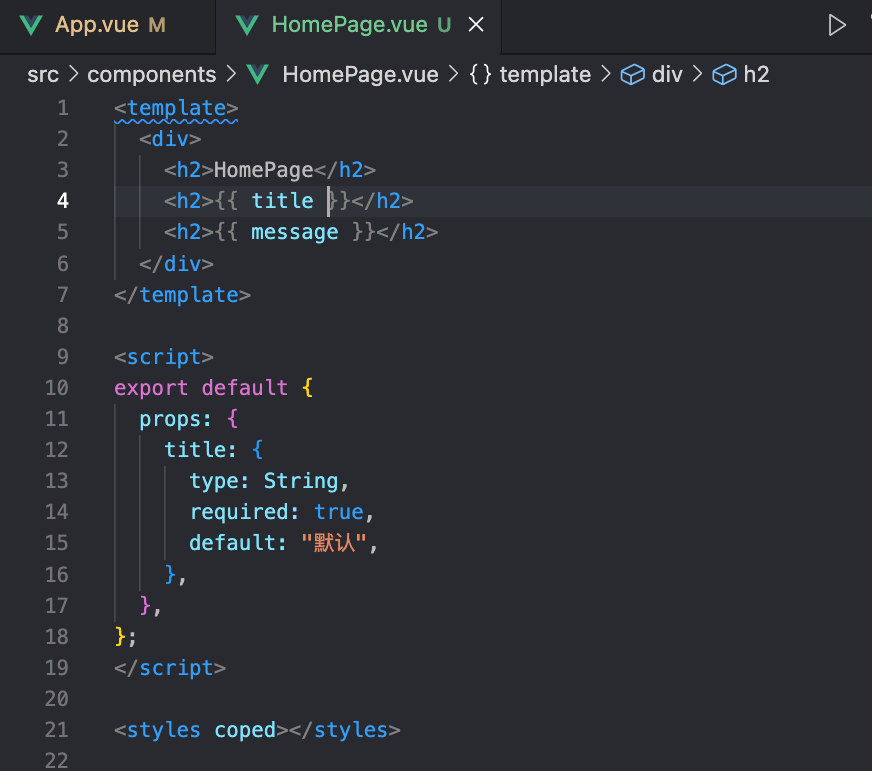 App.vue M HomePage.vue U
src > components > HomePage.vue > {} template > div > h2
1 <template>
2 <div>
3 <h2>HomePage</h2>
4 <h2>{{ title }}</h2>
5 <h2>{{ message }}</h2>
6 </div>
7 </template>
8
9 <script>
10 export default {
11 props: {
12 title: {
13 type: String,
14 required: true,
15 default: "默认",
16 },
17 },
18 };
19 </script>
20
21 <styles coped></styles>
22